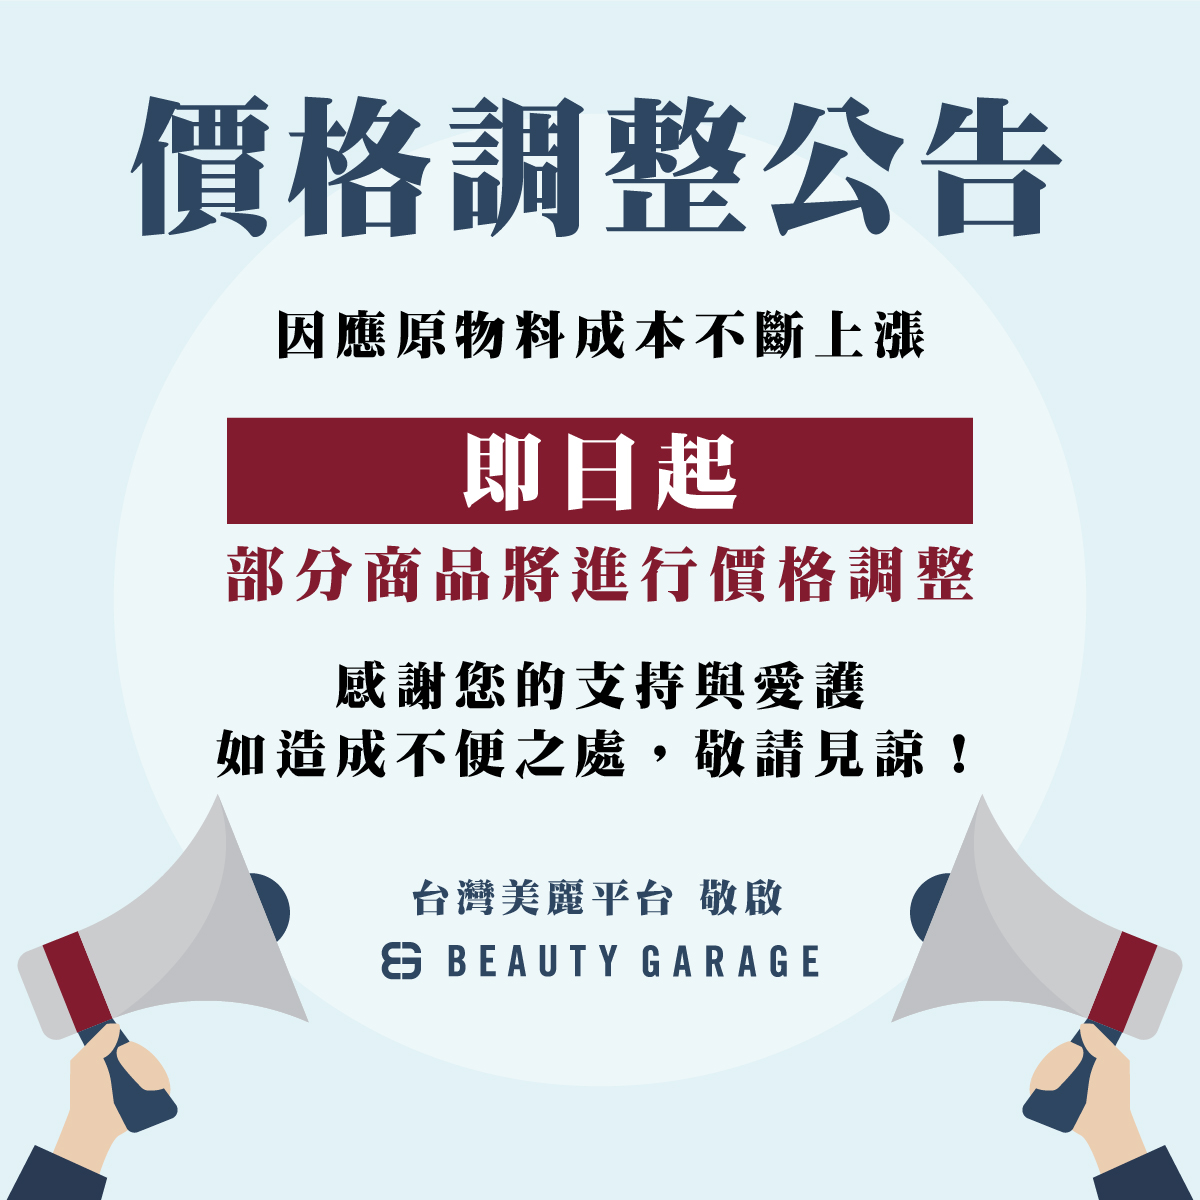 價格調整公告
因應原物料成本不斷上漲
即日起
部分商品將進行價格調整
感謝您的支持與愛護
如造成不便之處，敬請見諒！
台灣美麗平台 敬啟
BEAUTY GARAGE